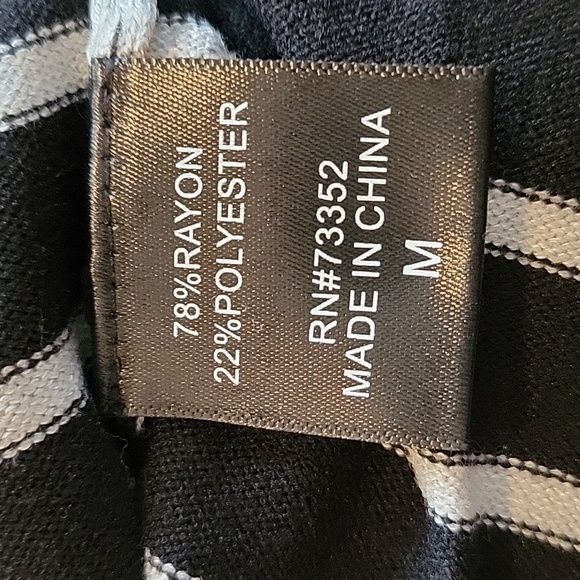 78%RAYON
22%POLYESTER
RN#73352
MADE IN CHINA
M